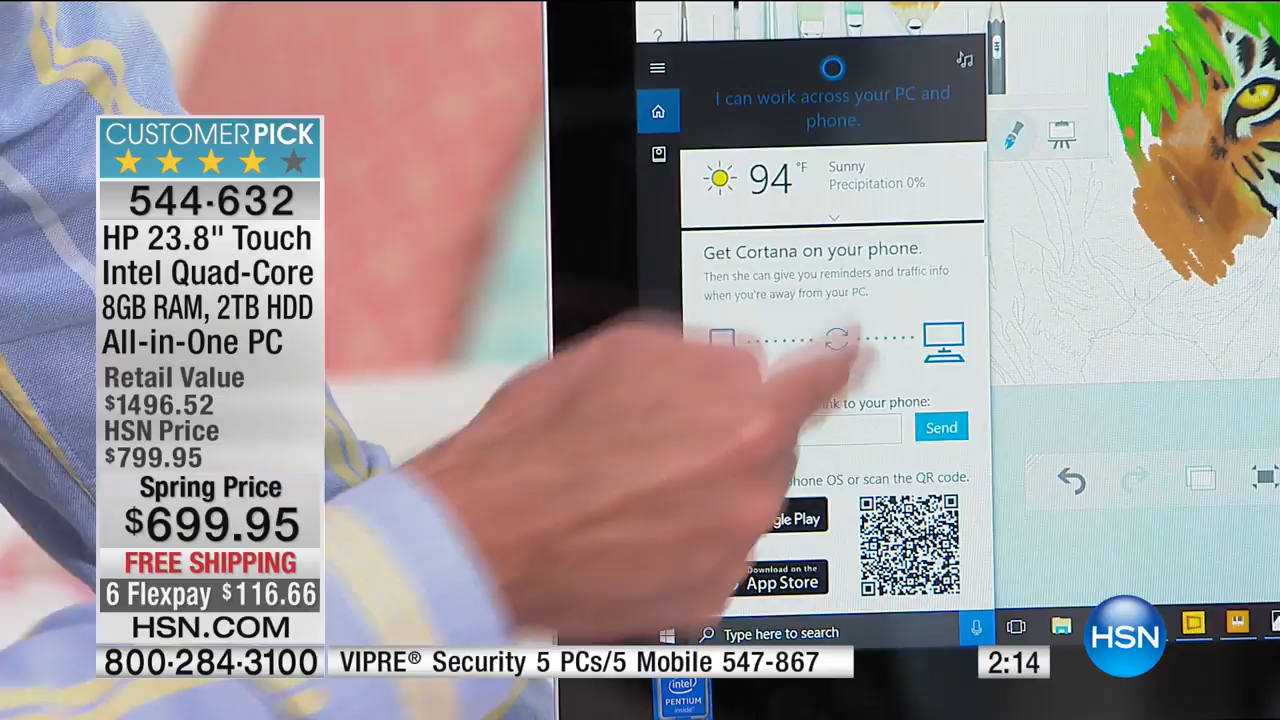 CUSTOMER PICK
544·632
HP 23.8" Touch
Intel Quad-Core
8GB RAM, 2TB HDD
All-in-One PC
Retail Value
$1496.52
HSN Price
$799.95
Spring Price
$699.95
FREE SHIPPING
6 Flexpay $116.66
HSN.COM
800·284·3100
VIPRE® Security 5 PCs/5 Mobile 547-867
2:14
HSN
?
I can work across your PC and
phone.
94 °F
Sunny
Precipitation 0%
Get Cortana on your phone.
Then she can give you reminders and traffic info
when you're away from your PC.
to your phone:
Send
OS or scan the QR code.
Play
Download on the
App Store
Type here to search
intel
PENTIUM
inside